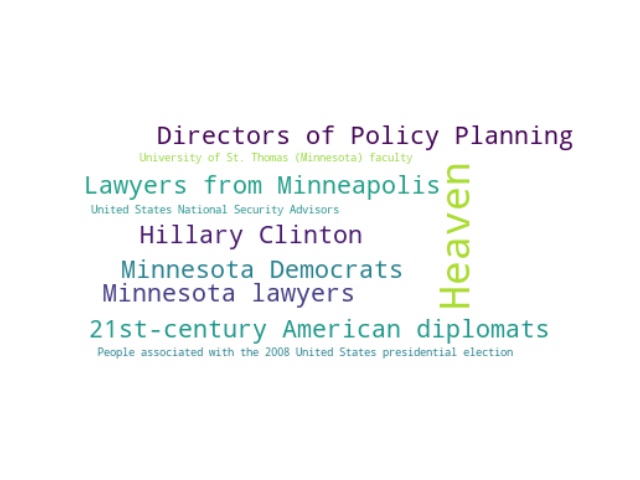 Directors of Policy Planning
University of St. Thomas (Minnesota) faculty
Lawyers from Minneapolis
United States National Security Advisors
Hillary Clinton
Heaven
Minnesota Democrats
Minnesota lawyers
21st-century American diplomats
People associated with the 2008 United States presidential election